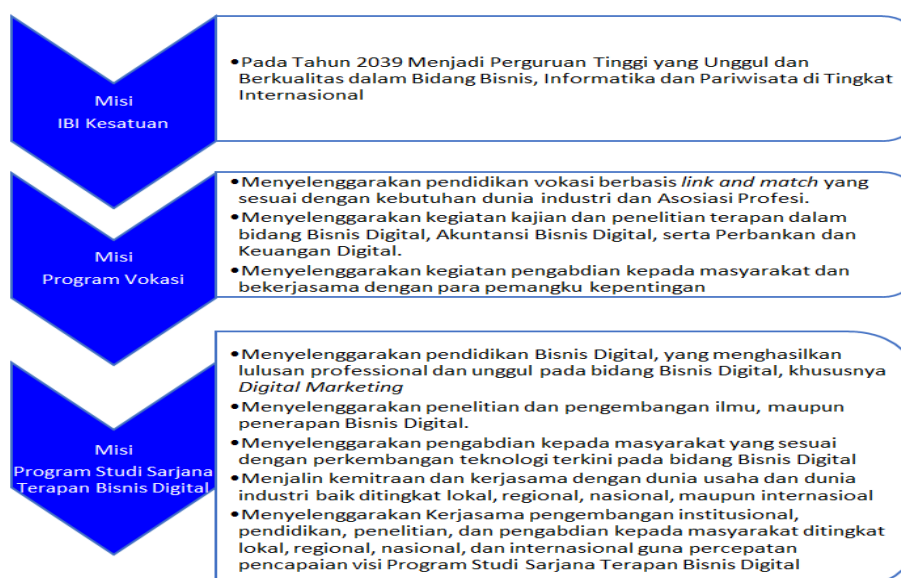 Misi
IBI Kesatuan
•Pada Tahun 2039 Menjadi Perguruan Tinggi yang Unggul dan
Berkualitas dalam Bidang Bisnis, Informatika dan Pariwisata di Tingkat
Internasional
Misi
Program Vokasi
•Menyelenggarakan pendidikan vokasi berbasis link and match yang
sesuai dengan kebutuhan dunia industri dan Asosiasi Profesi.
•Menyelenggarakan kegiatan kajian dan penelitian terapan dalam
bidang Bisnis Digital, Akuntansi Bisnis Digital, serta Perbankan dan
Keuangan Digital.
•Menyelenggarakan kegiatan pengabdian kepada masyarakat dan
bekerjasama dengan para pemangku kepentingan
Misi
Program Studi Sarjana
Terapan Bisnis Digital
•Menyelenggarakan pendidikan Bisnis Digital, yang menghasilkan
lulusan professional dan unggul pada bidang Bisnis Digital, khususnya
Digital Marketing
•Menyelenggarakan penelitian dan pengembangan ilmu, maupun
penerapan Bisnis Digital.
•Menyelenggarakan pengabdian kepada masyarakat yang sesuai
dengan perkembangan teknologi terkini pada bidang Bisnis Digital
•Menjalin kemitraan dan kerjasama dengan dunia usaha dan dunia
industri baik ditingkat lokal, regional, nasional, maupun internasioal
•Menyelenggarakan Kerjasama pengembangan institusional,
pendidikan, penelitian, dan pengabdian kepada masyarakat ditingkat
lokal, regional, nasional, dan internasional guna percepatan
pencapaian visi Program Studi Sarjana Terapan Bisnis Digital